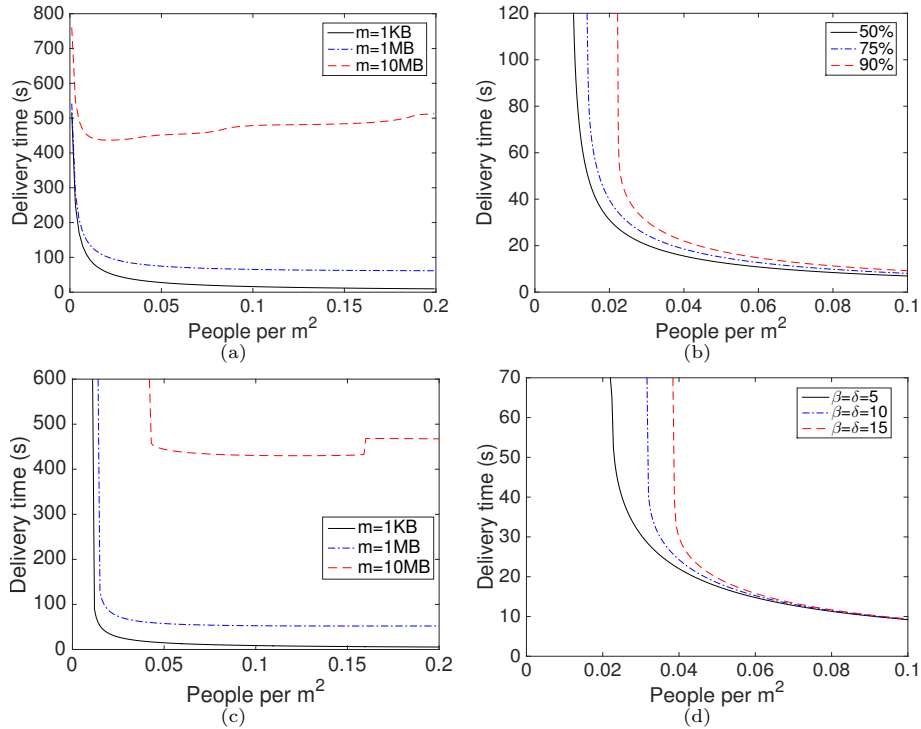 800
700
600
500
400
300
200
100
0
Delivery time (s)
0
0.05
0.1
0.15
0.2
People per m²
m=1KB
m=1MB
m=10MB
(a)
120
100
80
60
40
20
0
Delivery time (s)
0
0.02
0.04
0.06
0.08
0.1
People per m²
50%
75%
90%
(b)
600
500
400
300
200
100
0
Delivery time (s)
0
0.05
0.1
0.15
0.2
People per m²
m=1KB
m=1MB
m=10MB
(c)
70
60
50
40
30
20
10
0
Delivery time (s)
0
0.02
0.04
0.06
0.08
0.1
People per m²
β=δ=5
β=δ=10
β=δ=15
(d)